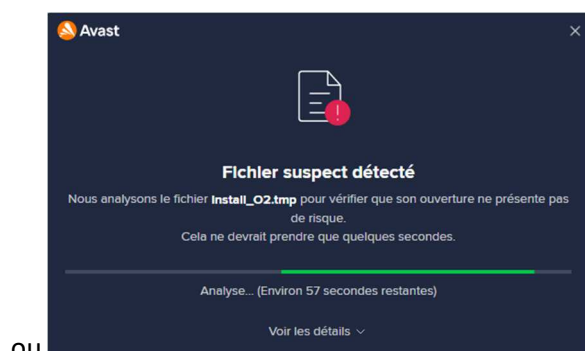 Avast
Fichier suspect détecté
Nous analysons le fichier Install_O2.tmp pour vérifier que son ouverture ne présente pas
de risque.
Cela ne devrait prendre que quelques secondes.
Analyse... (Environ 57 secondes restantes)
Voir les détails
ou